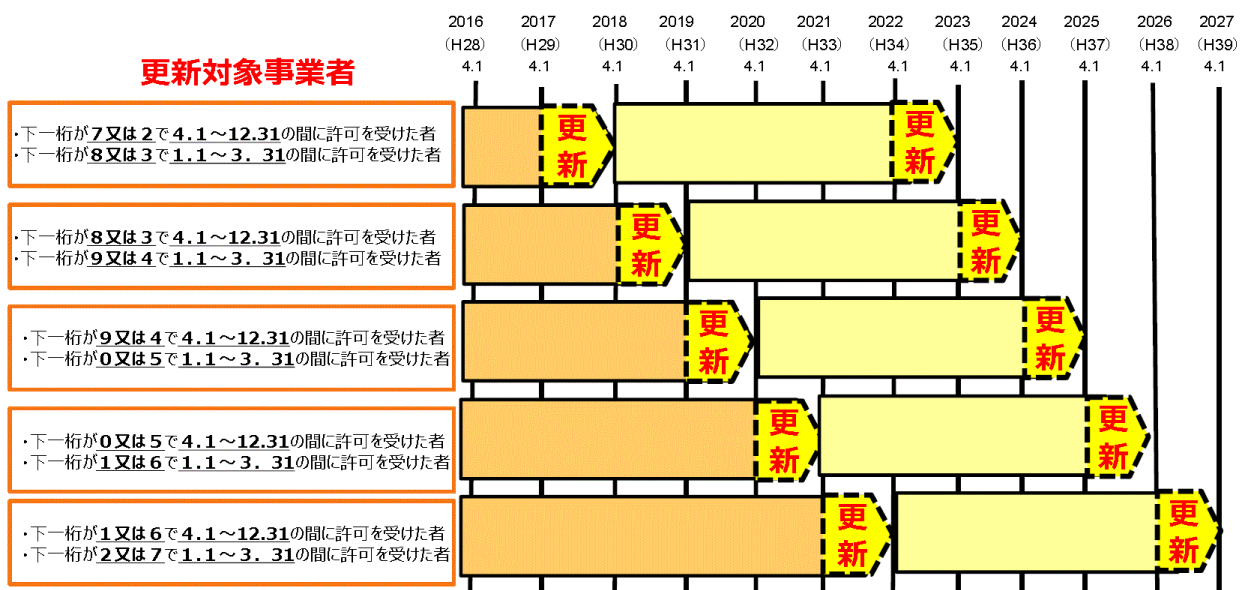 2016 2017 2018 2019 2020 2021 2022 2023 2024 2025 2026 2027
(H28) (H29) (H30) (H31) (H32) (H33) (H34) (H35) (H36) (H37) (H38) (H39)
4.1 4.1 4.1 4.1 4.1 4.1 4.1 4.1 4.1 4.1 4.1 4.1
更新対象事業者
・下一桁が7又は2で4.1～12.31の間に許可を受けた者
・下一桁が8又は3で1.1～3．31の間に許可を受けた者
更新
更新
・下一桁が8又は3で4.1～12.31の間に許可を受けた者
・下一桁が9又は4で1.1～3．31の間に許可を受けた者
更新
更新
・下一桁が9又は4で4.1～12.31の間に許可を受けた者
・下一桁が0又は5で1.1～3．31の間に許可を受けた者
更新
更新
・下一桁が0又は5で4.1～12.31の間に許可を受けた者
・下一桁が1又は6で1.1～3．31の間に許可を受けた者
更新
更新
・下一桁が1又は6で4.1～12.31の間に許可を受けた者
・下一桁が2又は7で1.1～3．31の間に許可を受けた者
更新
更新